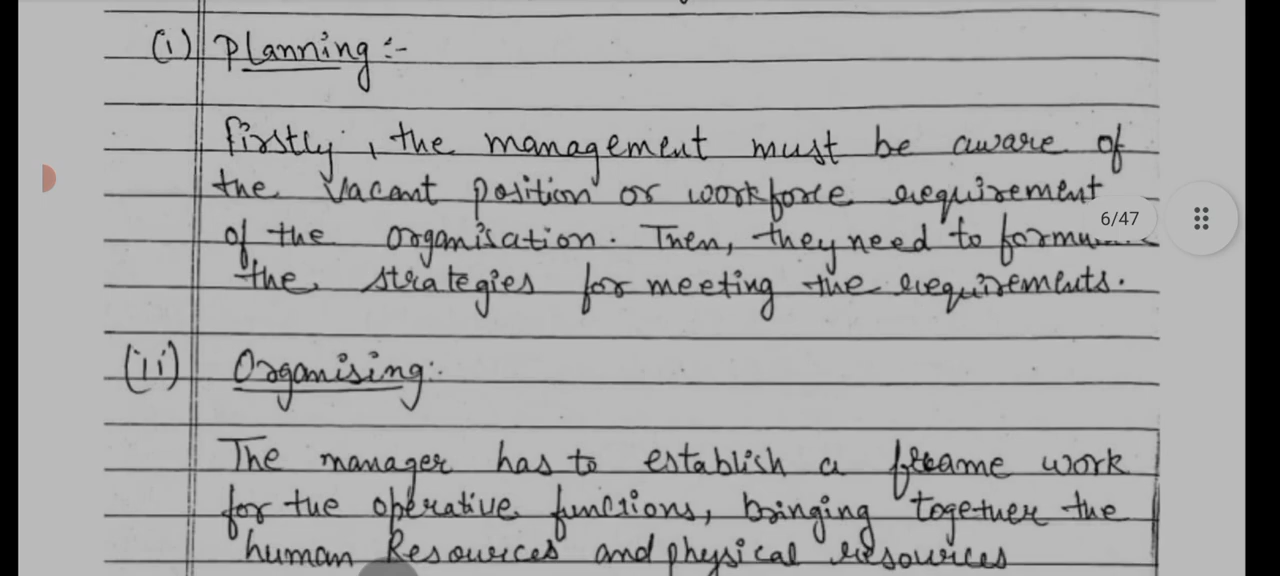 (i) Planning :-
firstly, the management must be aware of
the vacant position or workforce requirement
of the organisation. Then, they need to
the strategies for meeting the requirements.
6/47
(ii) Organising:
The manager has to establish a frame work
for the operative functions, bringing together the
human Resources and physical resources